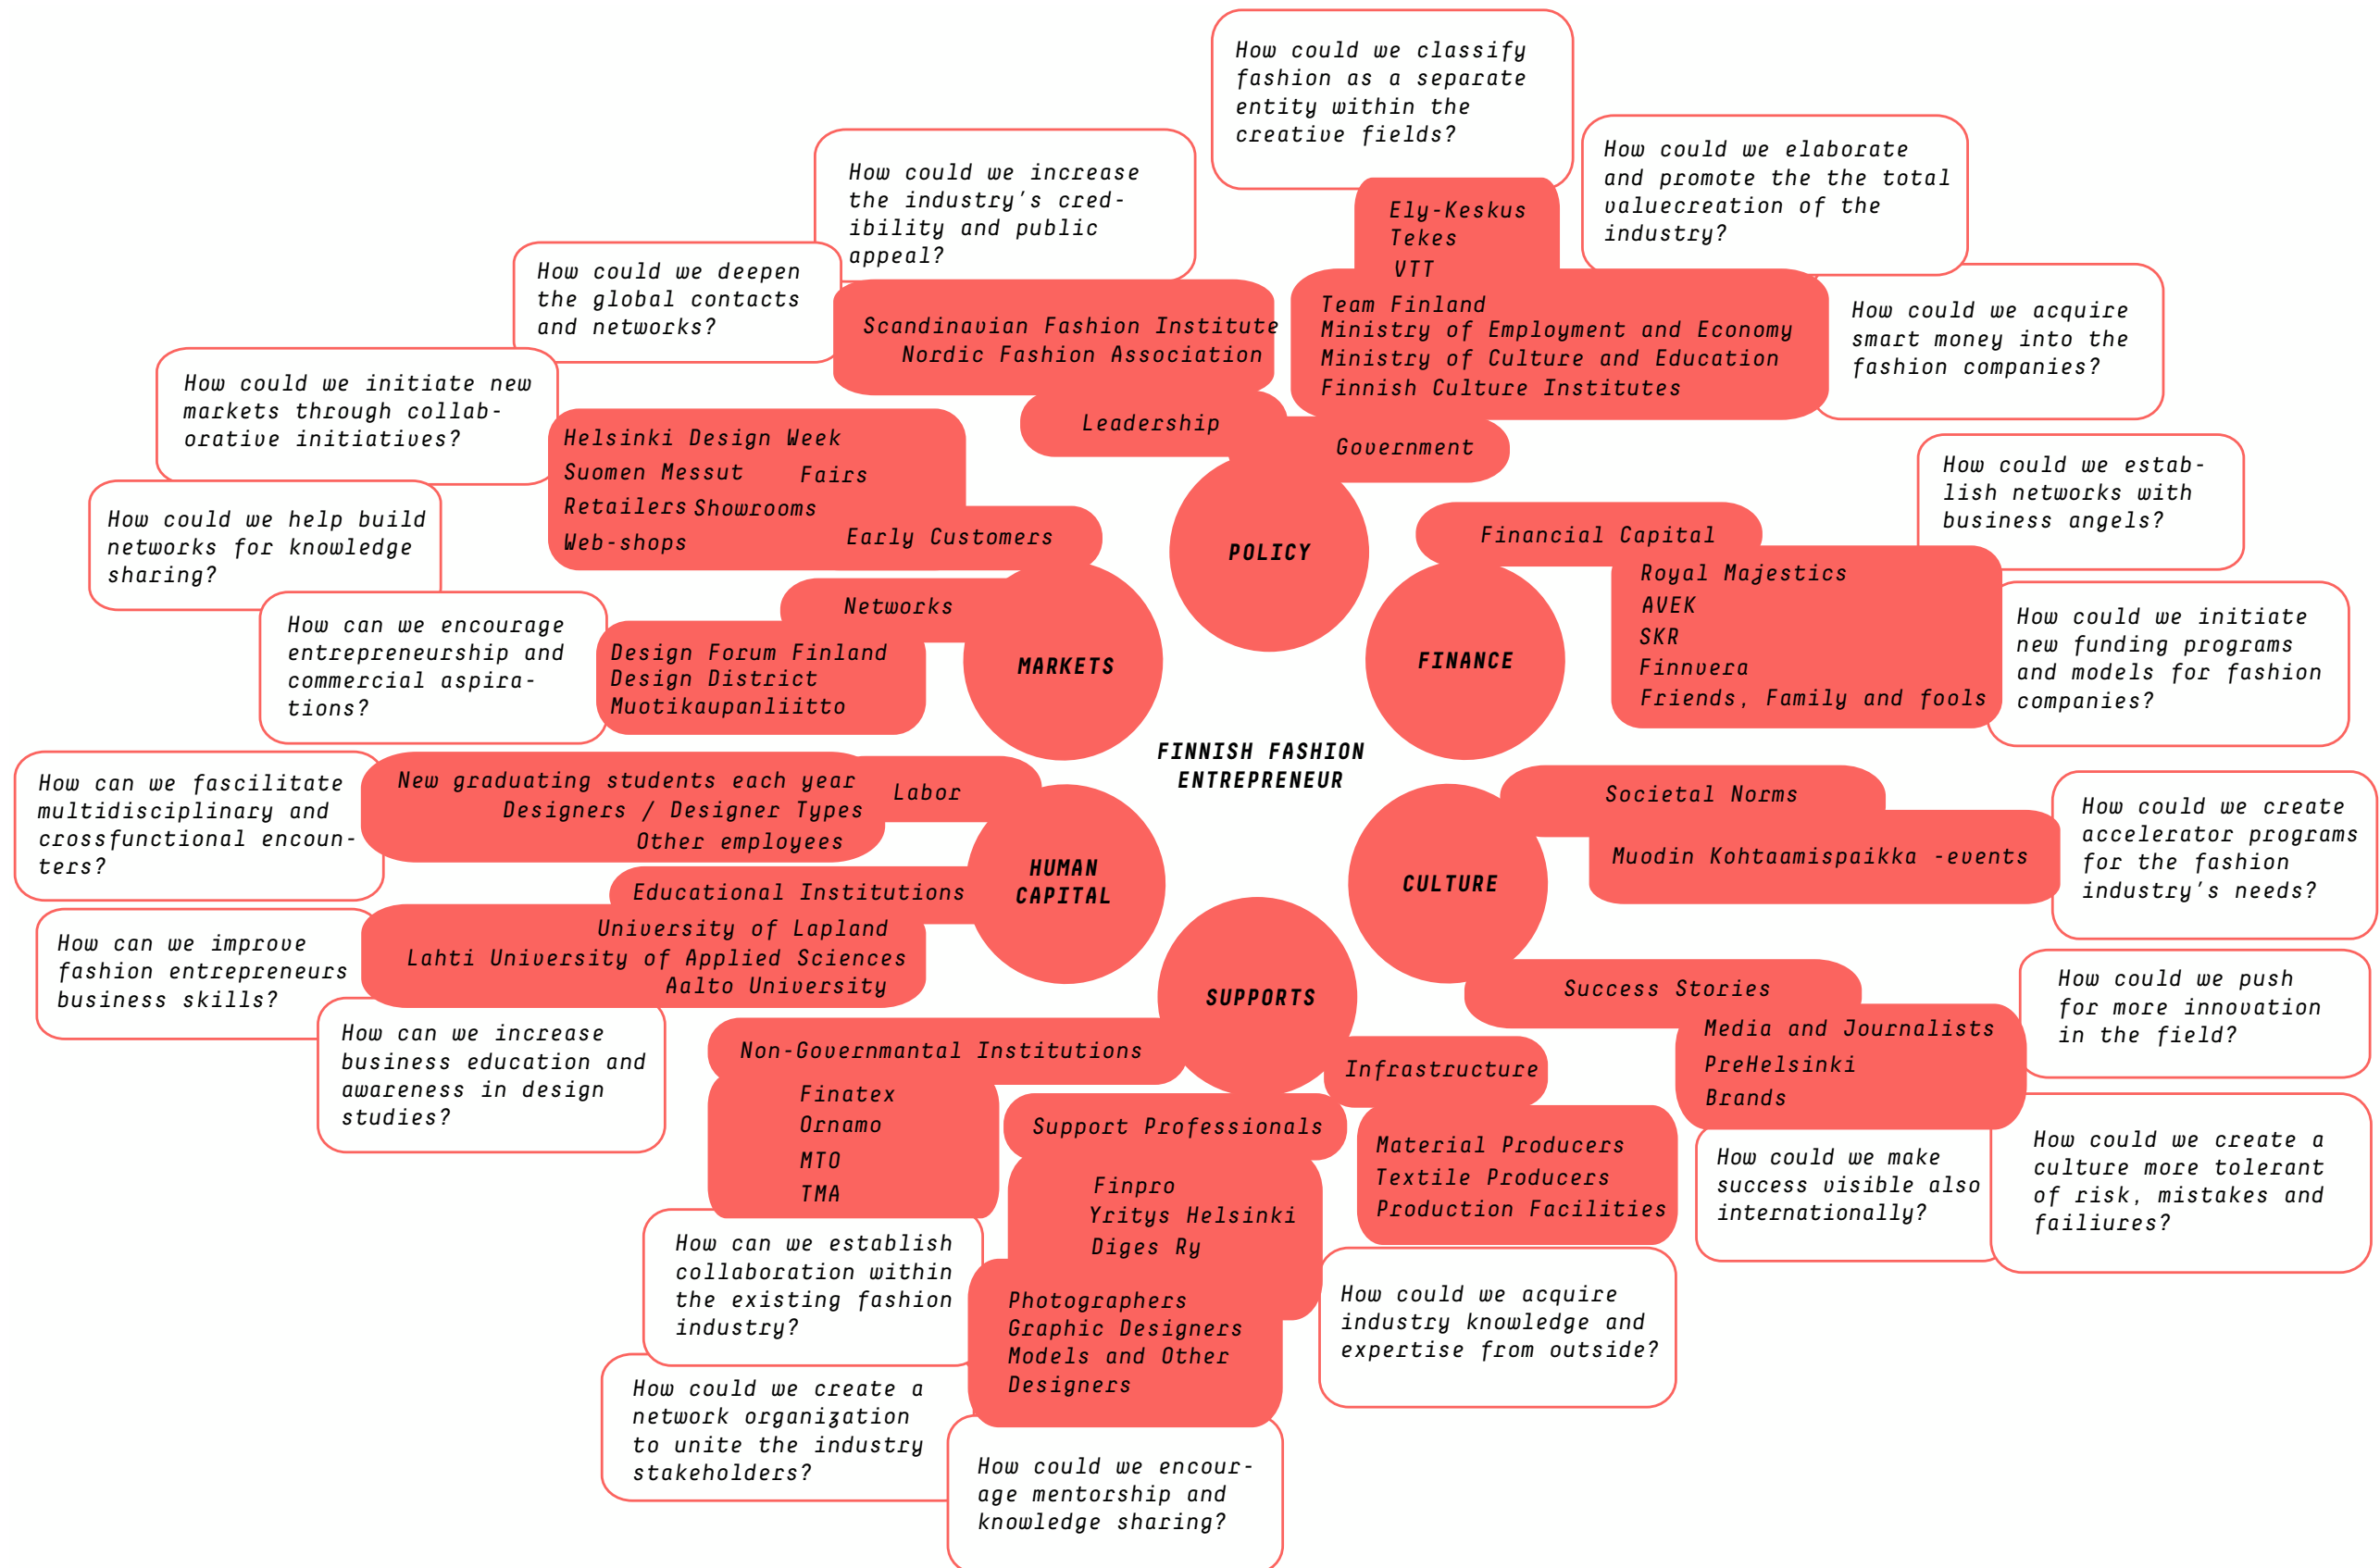 How could we classify
fashion as a separate
entity within the
creative fields?
How could we elaborate
and promote the the total
valuecreation of the
industry?
How could we increase
the industry's cred-
ibility and public
appeal?
Ely-Keskus
Tekes
VTT
Team Finland
Ministry of Employment and Economy
Ministry of Culture and Education
Finnish Culture Institutes
How could we acquire
smart money into the
fashion companies?
How could we deepen
the global contacts
and networks?
Scandinavian Fashion Institute
Nordic Fashion Association
Leadership
Government
POLICY
How could we initiate new
markets through collab-
orative initiatives?
Helsinki Design Week
Suomen Messut
Fairs
Retailers
Showrooms
Web-shops
Early Customers
How could we help build
networks for knowledge
sharing?
Networks
MARKETS
How can we encourage
entrepreneurship and
commercial aspira-
tions?
Design Forum Finland
Design District
Muotikaupanliitto
How could we estab-
lish networks with
business angels?
Financial Capital
FINANCE
Royal Majestics
AVEK
SKR
Finnvera
Friends, Family and fools
How could we initiate
new funding programs
and models for fashion
companies?
FINNISH FASHION
ENTREPRENEUR
How can we fascilitate
multidisciplinary and
crossfunctional encoun-
ters?
New graduating students each year
Designers / Designer Types
Other employees
Labor
HUMAN
CAPITAL
Educational Institutions
University of Lapland
Lahti University of Applied Sciences
Aalto University
How can we improve
fashion entrepreneurs
business skills?
How can we increase
business education and
awareness in design
studies?
CULTURE
Societal Norms
Muodin Kohtaamispaikka -events
How could we create
accelerator programs
for the fashion
industry's needs?
Success Stories
Media and Journalists
PreHelsinki
Brands
How could we push
for more innovation
in the field?
How could we make
success visible also
internationally?
How could we create a
culture more tolerant
of risk, mistakes and
failiures?
SUPPORTS
Non-Governmantal Institutions
Finatex
Ornamo
MTO
TMA
Support Professionals
Finpro
Yritys Helsinki
Diges Ry
Photographers
Graphic Designers
Models and Other
Designers
Infrastructure
Material Producers
Textile Producers
Production Facilities
How can we establish
collaboration within
the existing fashion
industry?
How could we create a
network organization
to unite the industry
stakeholders?
How could we encour-
age mentorship and
knowledge sharing?
How could we acquire
industry knowledge and
expertise from outside?